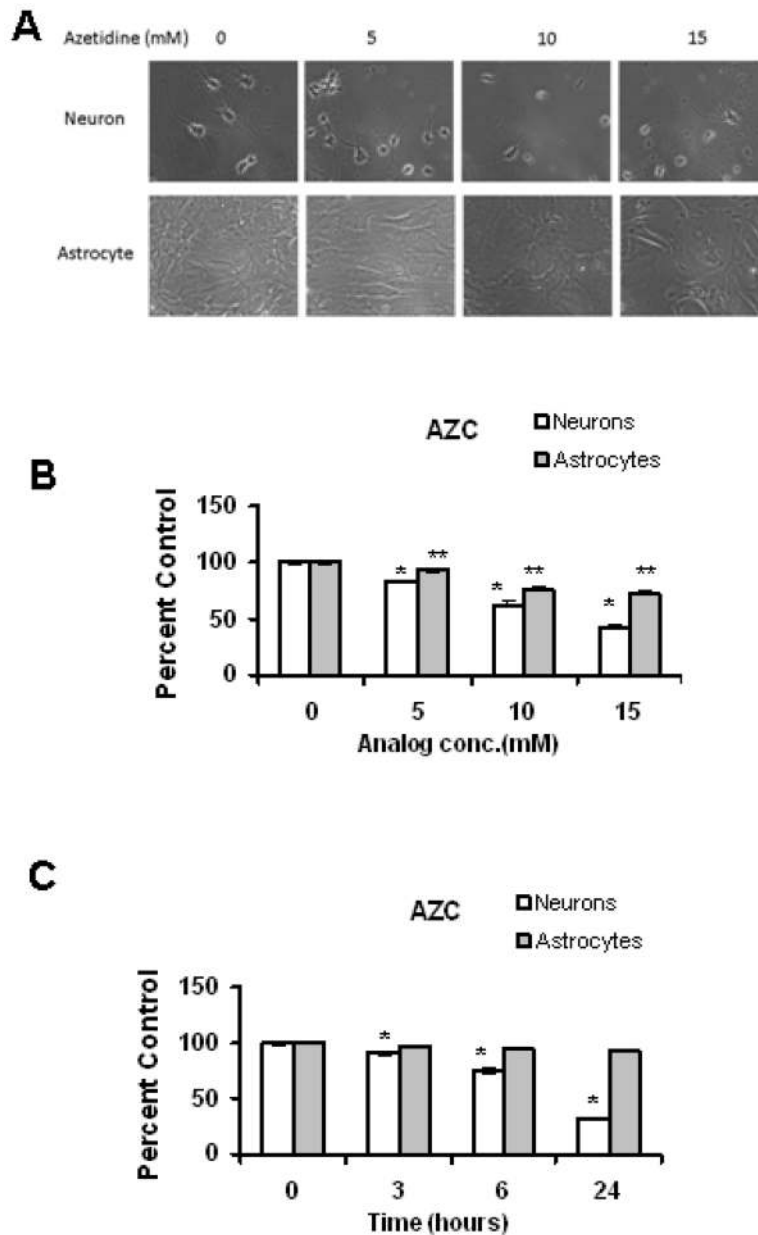 A
Azetidine (mM) 0 5 10 15
Neuron
Astrocyte
B
AZC
Neurons
Astrocytes
Percent Control
150
100
50
0
* ** * ** * **
0 5 10 15
Analog conc.(mM)
C
AZC
Neurons
Astrocytes
Percent Control
150
100
50
0
* * *
0 3 6 24
Time (hours)